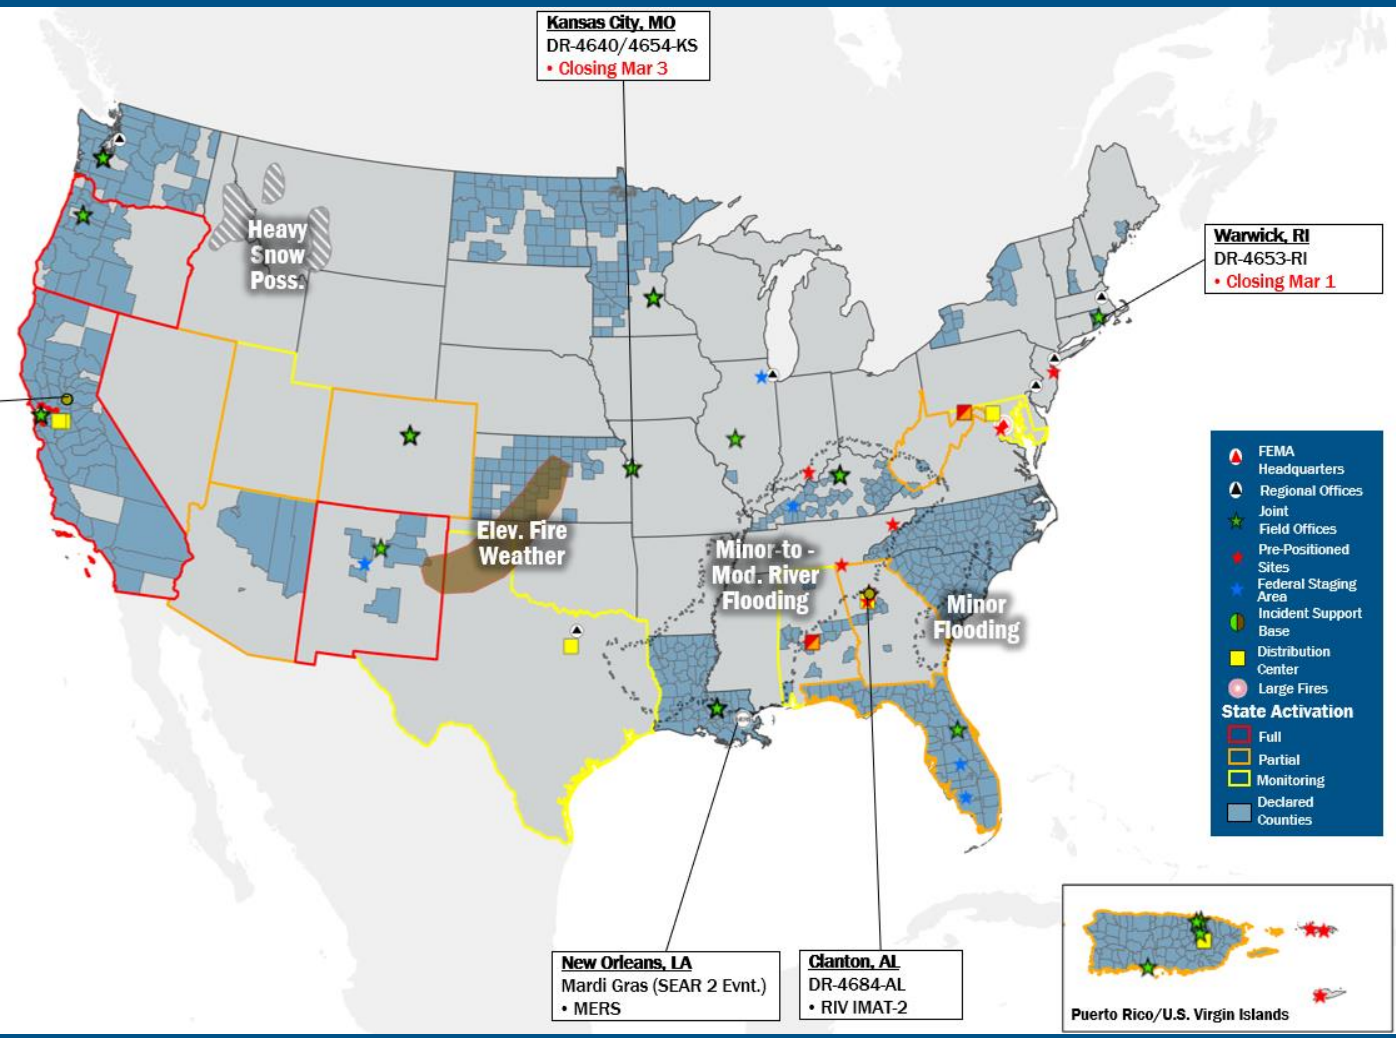 Kansas City, MO
DR-4640/4654-KS
• Closing Mar 3
Warwick, RI
DR-4653-RI
• Closing Mar 1
Heavy
Snow
Poss.
Elev. Fire
Weather
Minor-to -
Mod. River
Flooding
Minor
Flooding
FEMA
Headquarters
Regional Offices
Joint
Field Offices
Pre-Positioned
Sites
Federal Staging
Area
Incident Support
Base
Distribution
Center
Large Fires
State Activation
Full
Partial
Monitoring
Declared
Counties
New Orleans, LA
Mardi Gras (SEAR 2 Evnt.)
• MERS
Clanton, AL
DR-4684-AL
• RIV IMAT-2
Puerto Rico/U.S. Virgin Islands